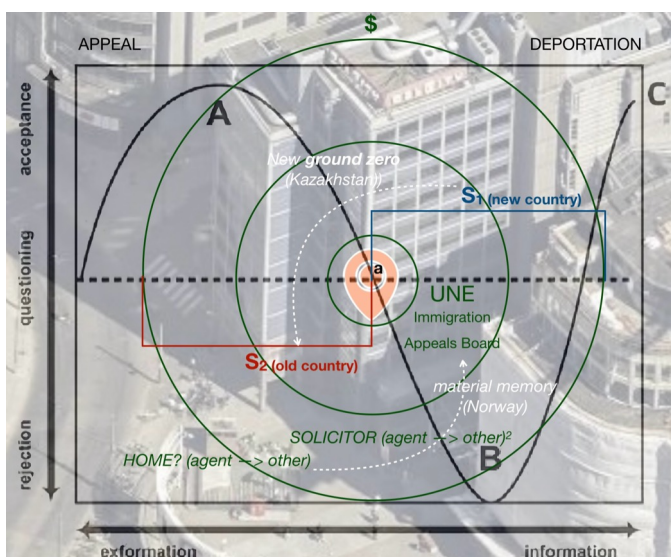 $
APPEAL
DEPORTATION
acceptance
questioning
rejection
A
C
New ground zero
(Kazakhstan)
S1 (new country)
a
UNE
Immigration
Appeals Board
S2 (old country)
material memory
(Norway)
SOLICITOR (agent —> other)²
HOME? (agent —> other)
B
exformation
information